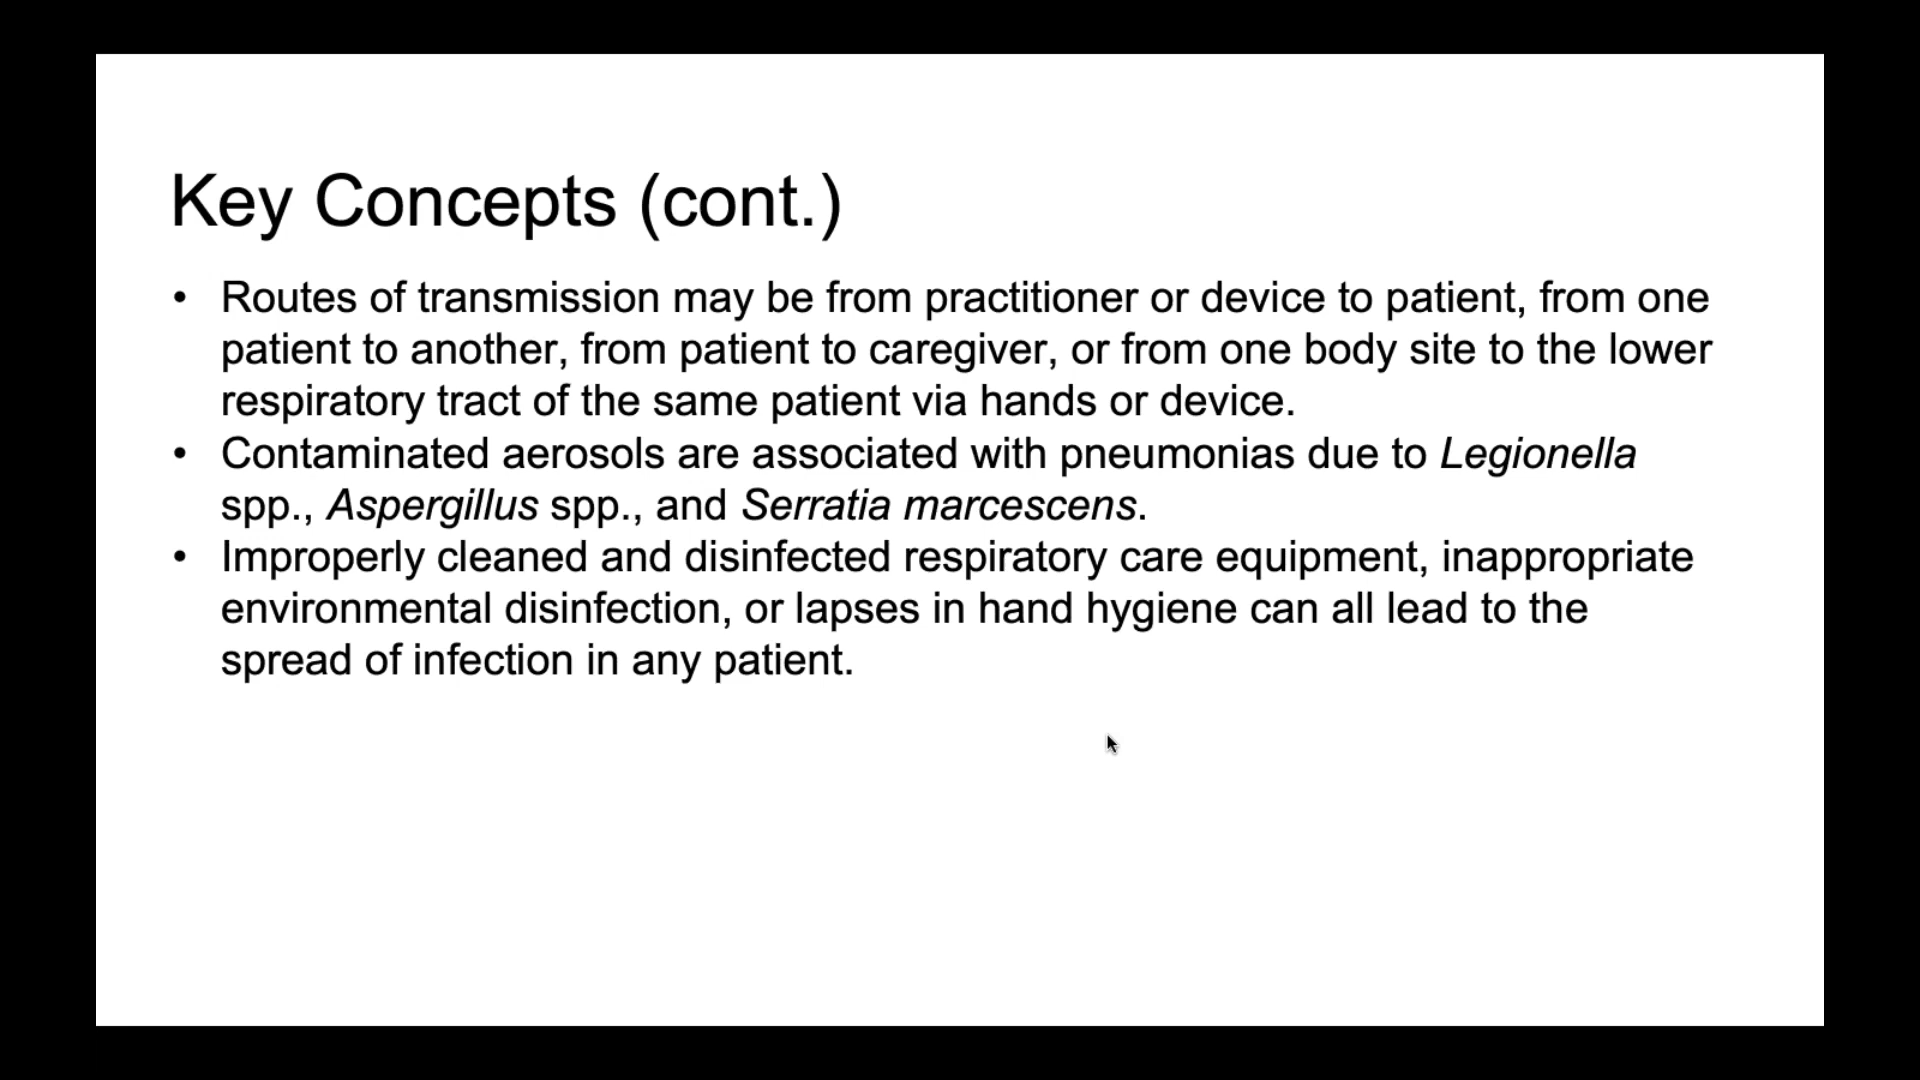 Key Concepts (cont.)
• Routes of transmission may be from practitioner or device to patient, from one
patient to another, from patient to caregiver, or from one body site to the lower
respiratory tract of the same patient via hands or device.
• Contaminated aerosols are associated with pneumonias due to Legionella
spp., Aspergillus spp., and Serratia marcescens.
• Improperly cleaned and disinfected respiratory care equipment, inappropriate
environmental disinfection, or lapses in hand hygiene can all lead to the
spread of infection in any patient.